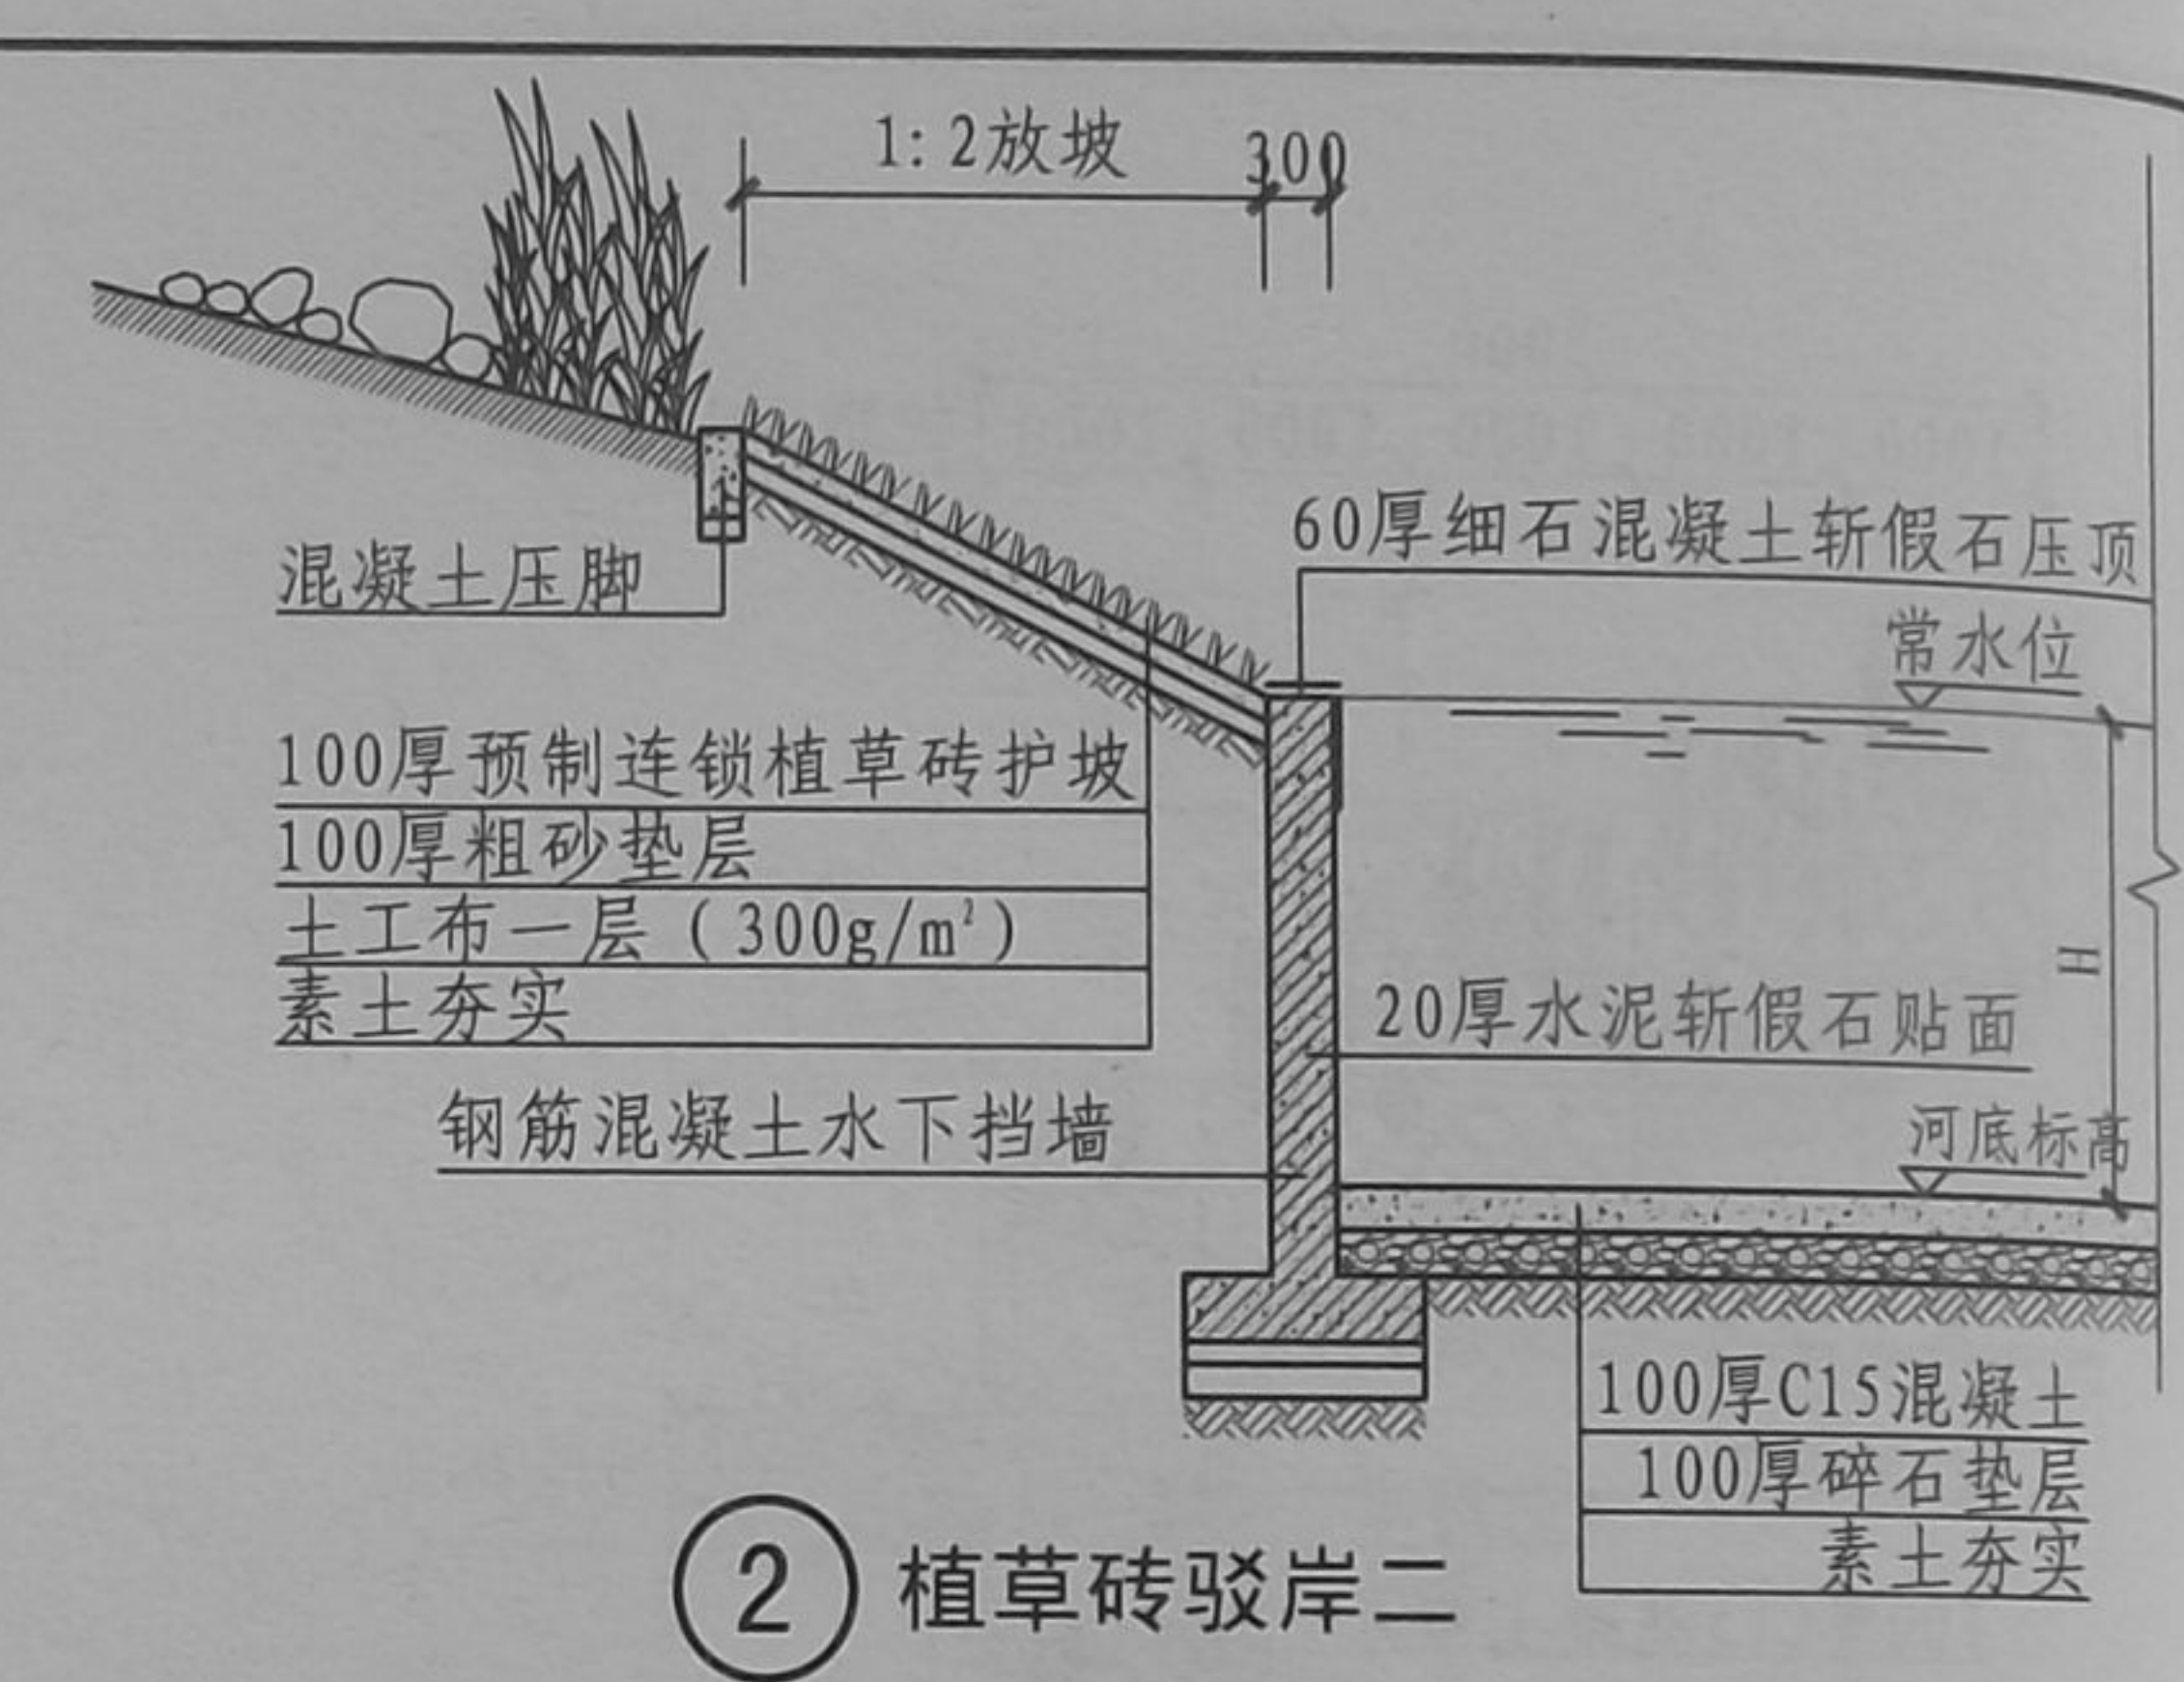 1:2放坡
300
60厚细石混凝土斩假石压顶
混凝土压脚
常水位
100厚预制连锁植草砖护坡
100厚粗砂垫层
土工布一层（300g/m²）
素土夯实
H
20厚水泥斩假石贴面
钢筋混凝土水下挡墙
河底标高
100厚C15混凝土
100厚碎石垫层
素土夯实
2 植草砖驳岸二